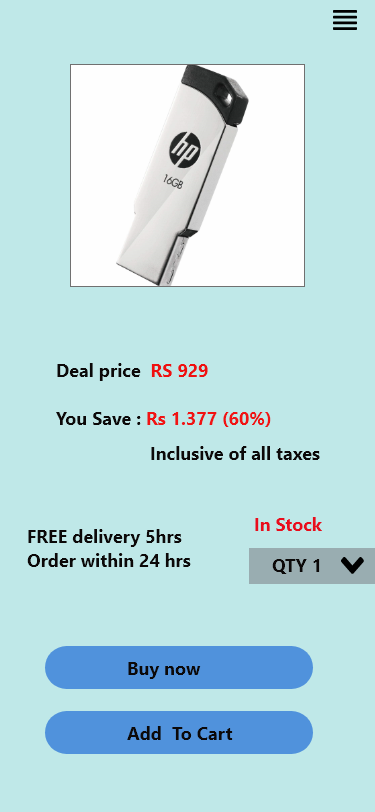 hp
16GB
Deal price RS 929
You Save : Rs 1.377 (60%)
Inclusive of all taxes
In Stock
FREE delivery 5hrs
Order within 24 hrs
QTY 1
Buy now
Add To Cart